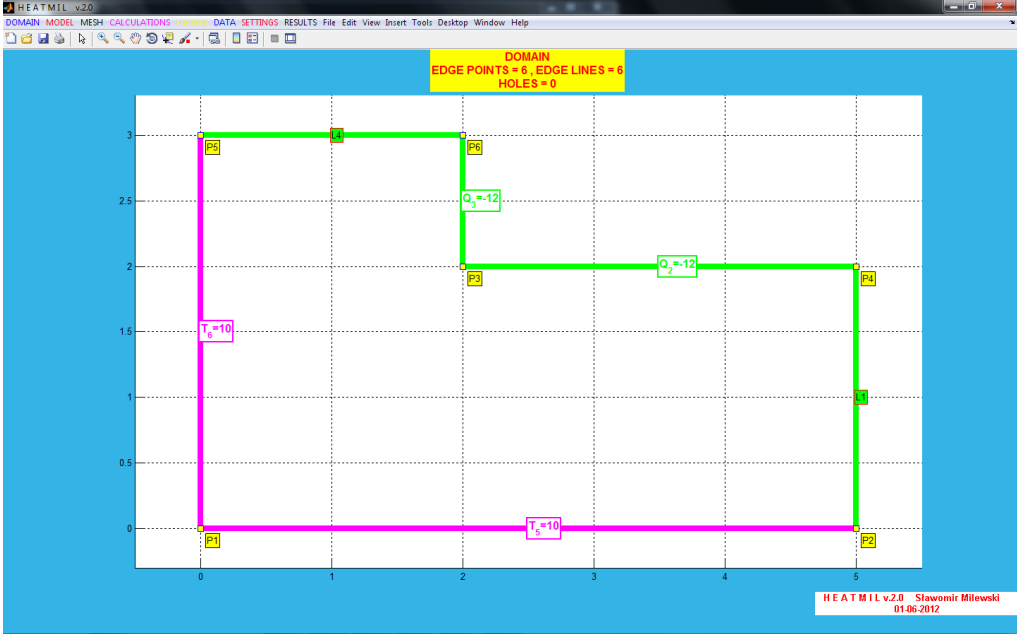 H E A T M I L v.2.0
DOMAIN MODEL MESH CALCULATIONS DATA SETTINGS RESULTS File Edit View Insert Tools Desktop Window Help
DOMAIN
EDGE POINTS = 6 , EDGE LINES = 6
HOLES = 0
3
P5
L4
P6
2.5
Q3=-12
2
P3
Q2=-12
P4
1.5
T6=10
1
L1
0.5
0
P1
T5=10
P2
0 1 2 3 4 5
H E A T M I L v.2.0 Slawomir Milewski
01-06-2012